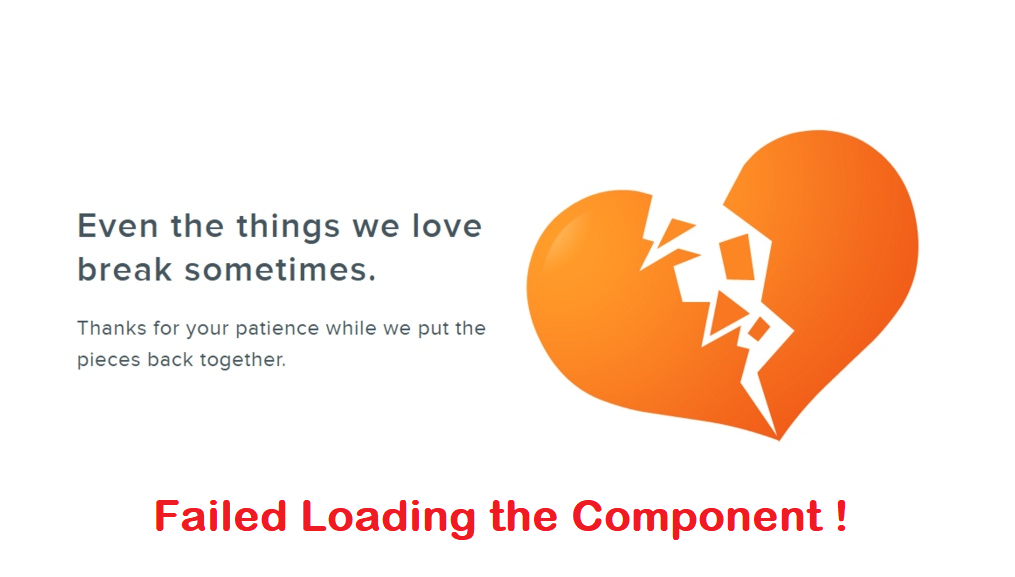 Even the things we love
break sometimes.
Thanks for your patience while we put the
pieces back together.
Failed Loading the Component !